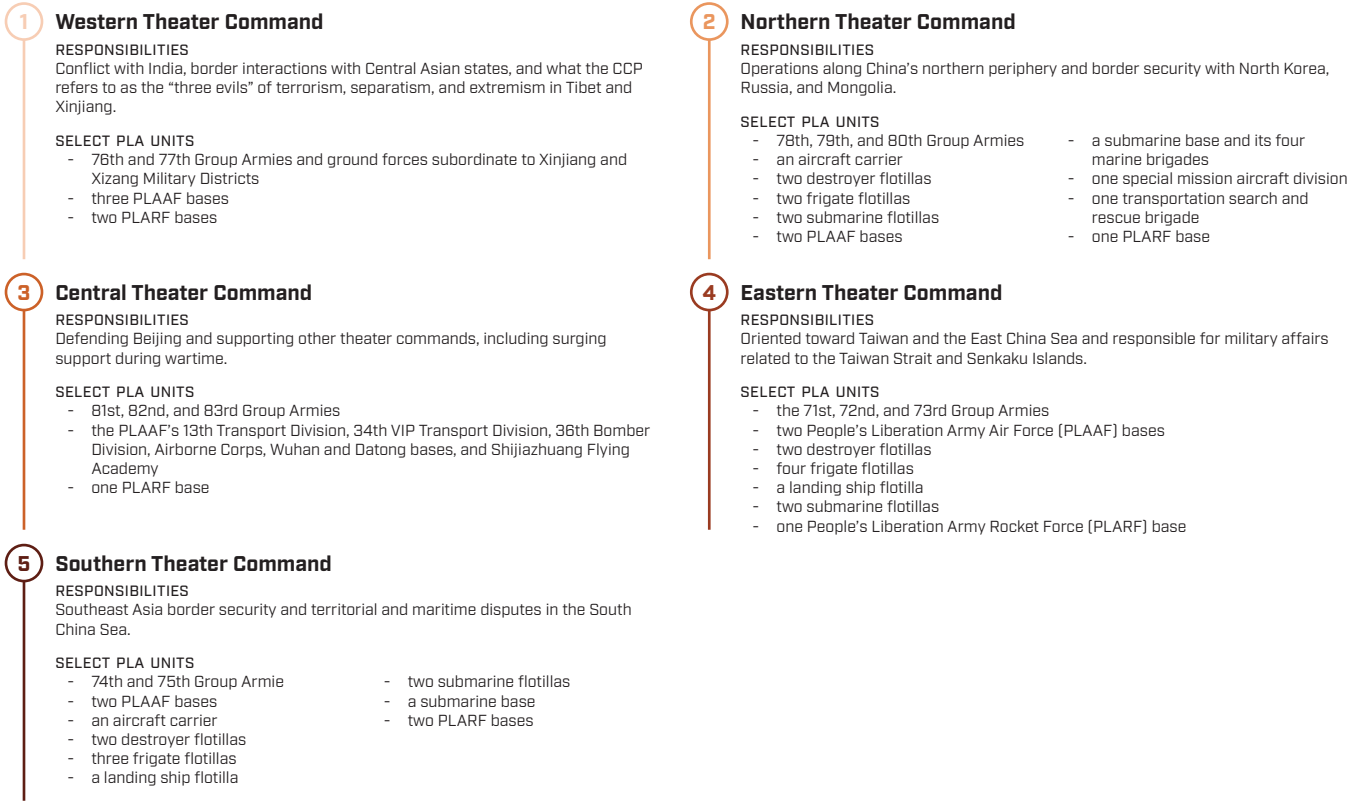 1
Western Theater Command
RESPONSIBILITIES
Conflict with India, border interactions with Central Asian states, and what the CCP
refers to as the “three evils” of terrorism, separatism, and extremism in Tibet and
Xinjiang.
SELECT PLA UNITS
- 76th and 77th Group Armies and ground forces subordinate to Xinjiang and
Xizang Military Districts
- three PLAAF bases
- two PLARF bases
2
Northern Theater Command
RESPONSIBILITIES
Operations along China’s northern periphery and border security with North Korea,
Russia, and Mongolia.
SELECT PLA UNITS
- 78th, 79th, and 80th Group Armies
- an aircraft carrier
- two destroyer flotillas
- two frigate flotillas
- two submarine flotillas
- two PLAAF bases
- a submarine base and its four
marine brigades
- one special mission aircraft division
- one transportation search and
rescue brigade
- one PLARF base
3
Central Theater Command
RESPONSIBILITIES
Defending Beijing and supporting other theater commands, including surging
support during wartime.
SELECT PLA UNITS
- 81st, 82nd, and 83rd Group Armies
- the PLAAF’s 13th Transport Division, 34th VIP Transport Division, 36th Bomber
Division, Airborne Corps, Wuhan and Datong bases, and Shijiazhuang Flying
Academy
- one PLARF base
4
Eastern Theater Command
RESPONSIBILITIES
Oriented toward Taiwan and the East China Sea and responsible for military affairs
related to the Taiwan Strait and Senkaku Islands.
SELECT PLA UNITS
- the 71st, 72nd, and 73rd Group Armies
- two People’s Liberation Army Air Force (PLAAF) bases
- two destroyer flotillas
- four frigate flotillas
- a landing ship flotilla
- two submarine flotillas
- one People’s Liberation Army Rocket Force (PLARF) base
5
Southern Theater Command
RESPONSIBILITIES
Southeast Asia border security and territorial and maritime disputes in the South
China Sea.
SELECT PLA UNITS
- 74th and 75th Group Armie
- two PLAAF bases
- an aircraft carrier
- two destroyer flotillas
- three frigate flotillas
- a landing ship flotilla
- two submarine flotillas
- a submarine base
- two PLARF bases